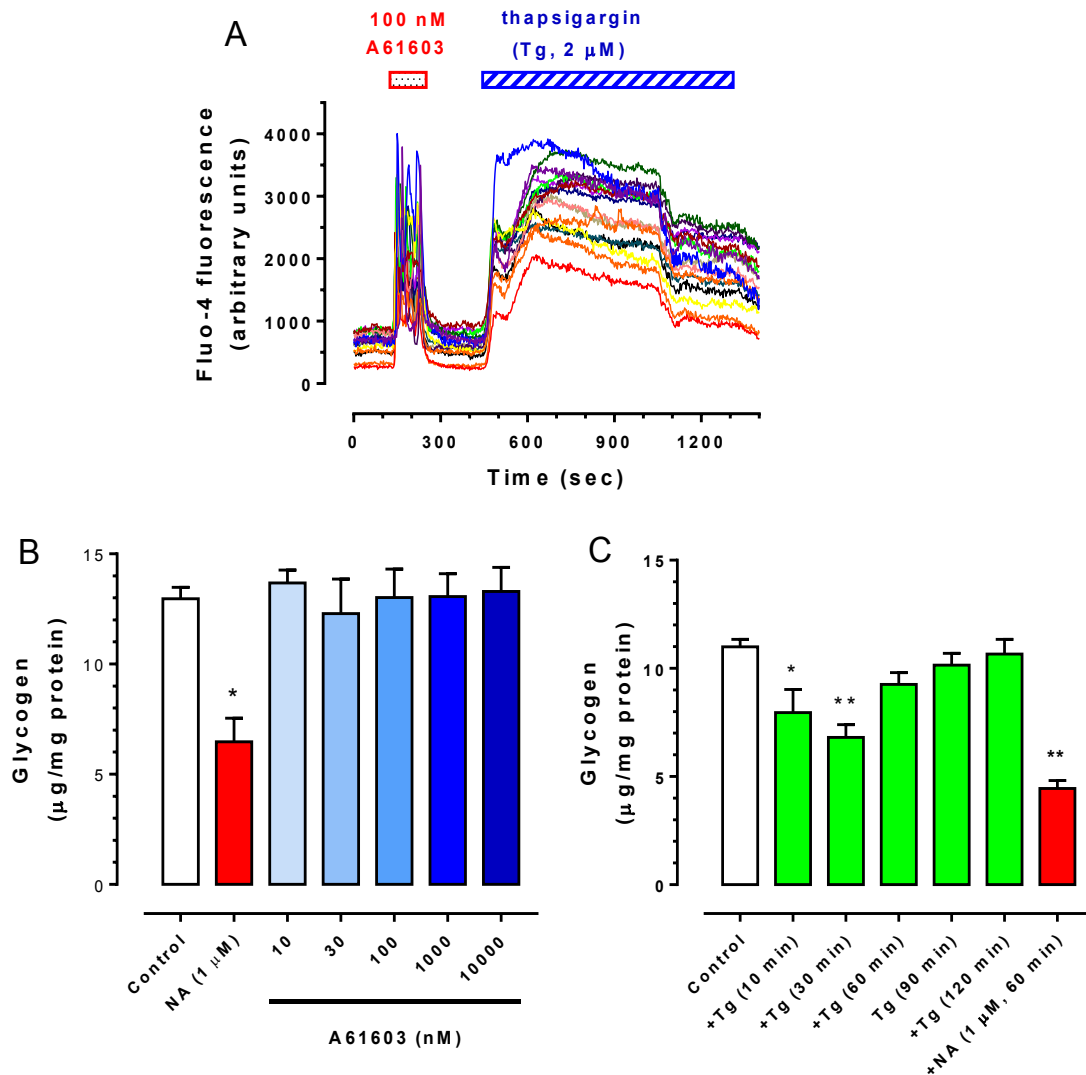 A
100 nM
A61603
thapsigargin
(Tg, 2 μM)
Fluo-4 fluorescence
(arbitrary units)
4000
3000
2000
1000
0
0 300 600 900 1200
Time (sec)
B
Glycogen
(μg/mg protein)
15
10
5
0
Control
NA (1 μM)
10
30
100
1000
10000
A61603 (nM)
*
C
Glycogen
(μg/mg protein)
15
10
5
0
*
**
**
Control
+Tg (10 min)
+Tg (30 min)
+Tg (60 min)
Tg (90 min)
+Tg (120 min)
+NA (1 μM, 60 min)